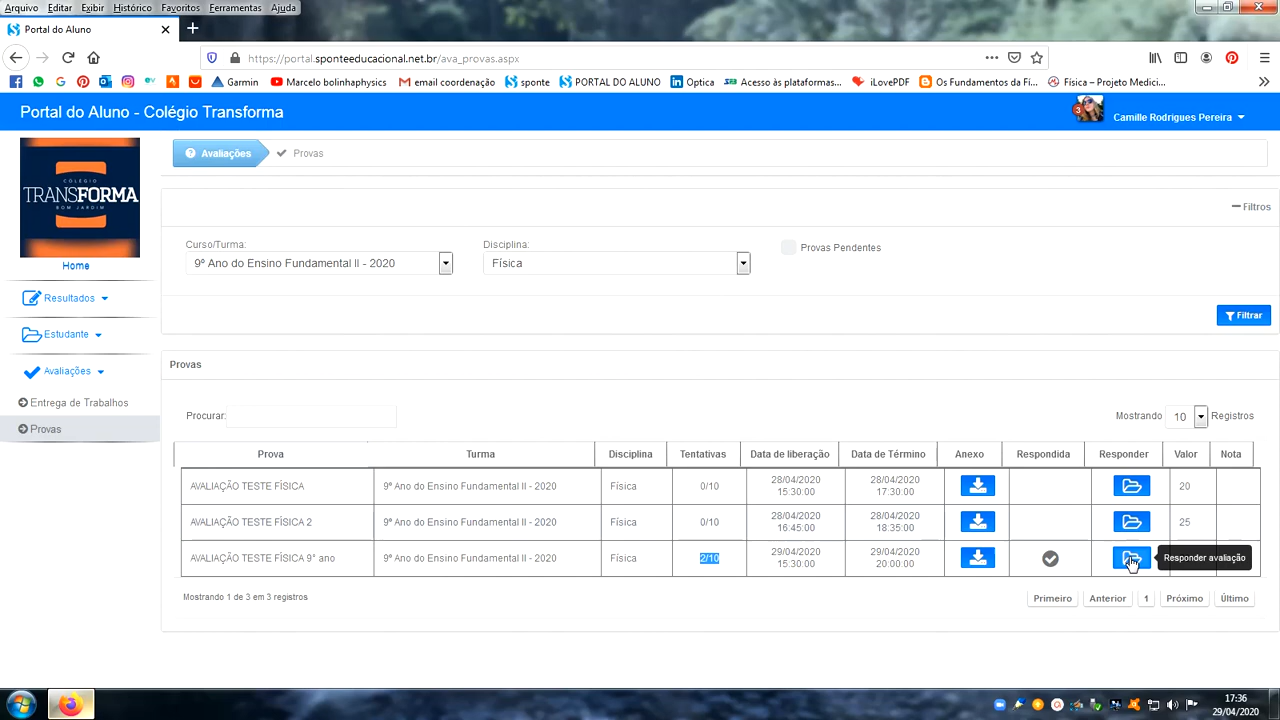 Arquivo Editar Exibir Histórico Favoritos Ferramentas Ajuda
Portal do Aluno
https://portal.sponteeducacional.net.br/ava_provas.aspx
Garmin Marcelo bolinhaphysics email coordenação sponte PORTAL DO ALUNO Optica Acesso às plataformas... iLovePDF Os Fundamentos da Fí... Física – Projeto Medici...
Portal do Aluno - Colégio Transforma
3
Camille Rodrigues Pereira
COLÉGIO
TRANSFORMA
BOM JARDIM
Avaliações
Provas
Filtros
Curso/Turma:
Disciplina:
Provas Pendentes
9º Ano do Ensino Fundamental II - 2020
Física
Home
Resultados
Estudante
Filtrar
Avaliações
Provas
Entrega de Trabalhos
Provas
Procurar:
Mostrando 10 Registros
Prova Turma Disciplina Tentativas Data de liberação Data de Término Anexo Respondida Responder Valor Nota
AVALIAÇÃO TESTE FÍSICA 9º Ano do Ensino Fundamental II - 2020 Física 0/10 28/04/2020 15:30:00 28/04/2020 17:30:00 20
AVALIAÇÃO TESTE FÍSICA 2 9º Ano do Ensino Fundamental II - 2020 Física 0/10 28/04/2020 16:45:00 28/04/2020 18:35:00 25
AVALIAÇÃO TESTE FÍSICA 9° ano 9º Ano do Ensino Fundamental II - 2020 Física 2/10 29/04/2020 15:30:00 29/04/2020 20:00:00 Responder avaliação
Mostrando 1 de 3 em 3 registros
Primeiro Anterior 1 Próximo Último
17:36
29/04/2020